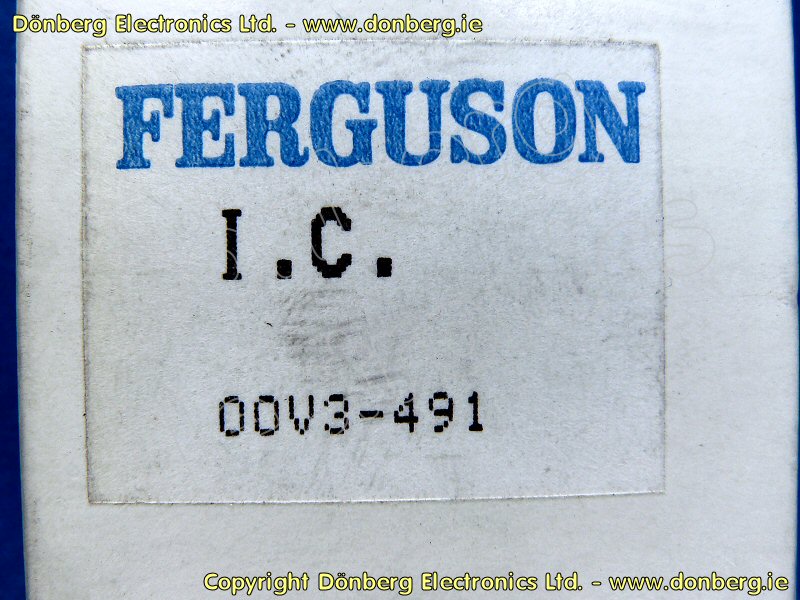 Dönberg Electronics Ltd. - www.donberg.ie
FERGUSON
I.C.
00V3-491
Copyright Dönberg Electronics Ltd. - www.donberg.ie